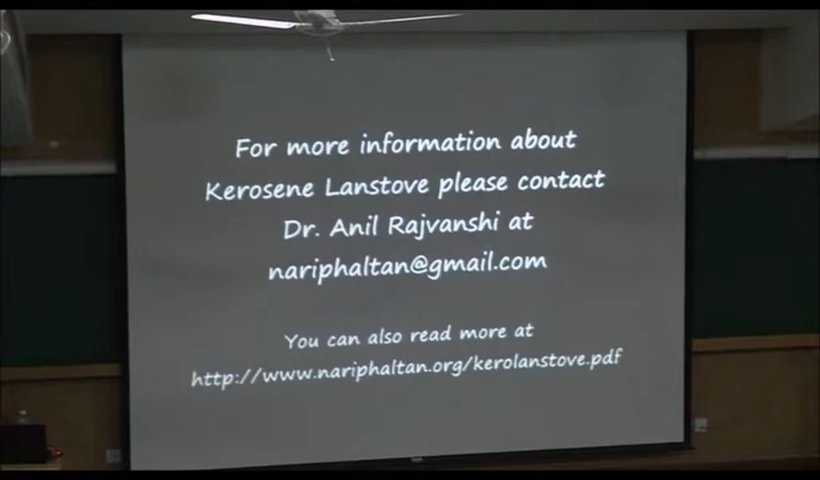 For more information about
Kerosene Lanstove please contact
Dr. Anil Rajvanshi at
nariphaltan@gmail.com
You can also read more at
http://www.nariphaltan.org/kerolanstove.pdf